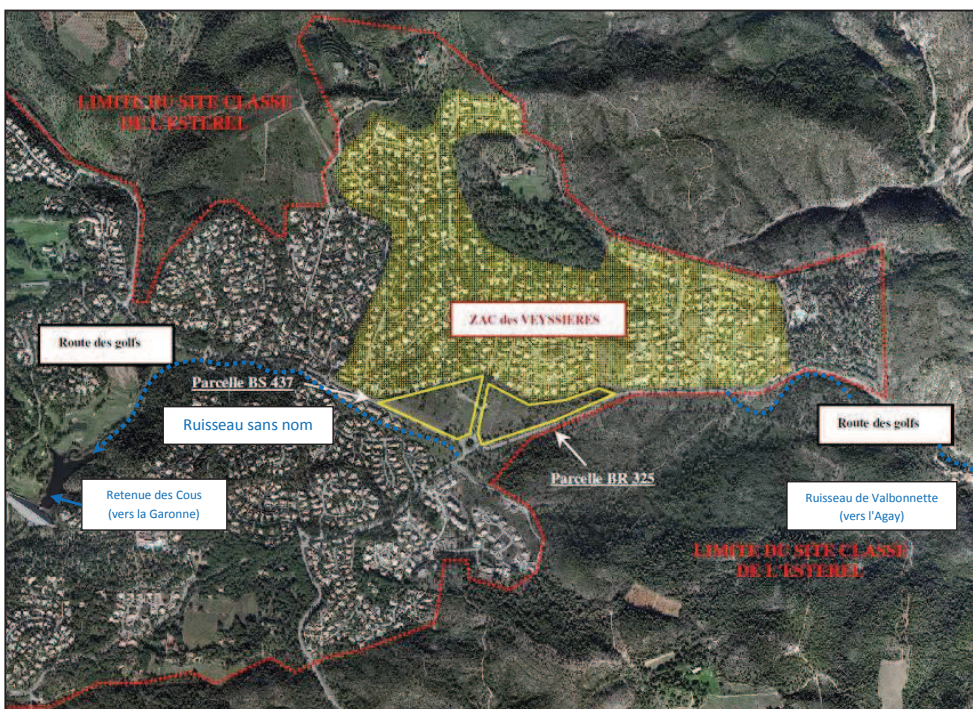 LIMITE DU SITE CLASSE
DE L'ESTEREL
ZAC des VEYSSIERES
Route des golfs
Parcelle BS 437
Ruisseau sans nom
Route des golfs
Parcelle BR 325
Retenue des Cous
(vers la Garonne)
Ruisseau de Valbonnette
(vers l'Agay)
LIMITE DU SITE CLASSE
DE L'ESTEREL